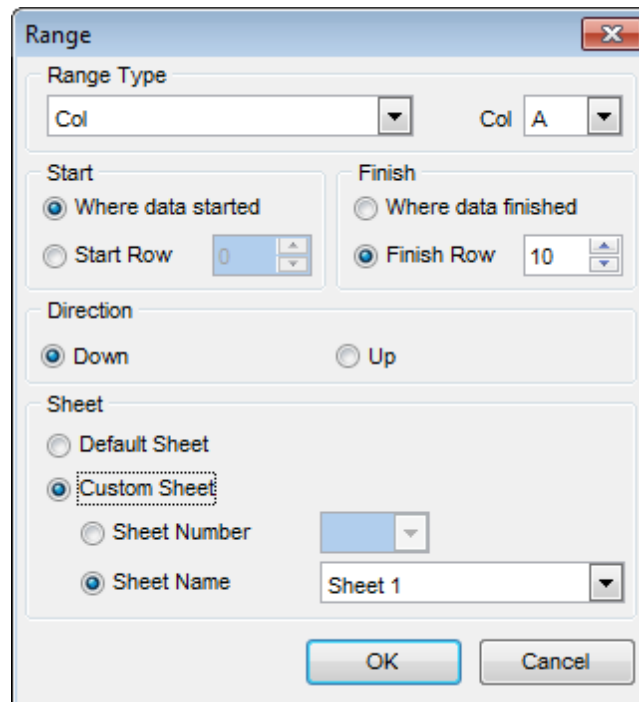 Range
Range Type
Col Col A
Start Finish
Where data started Where data finished
Start Row 0 Finish Row 10
Direction
Down Up
Sheet
Default Sheet
Custom Sheet
Sheet Number
Sheet Name Sheet 1
OK Cancel